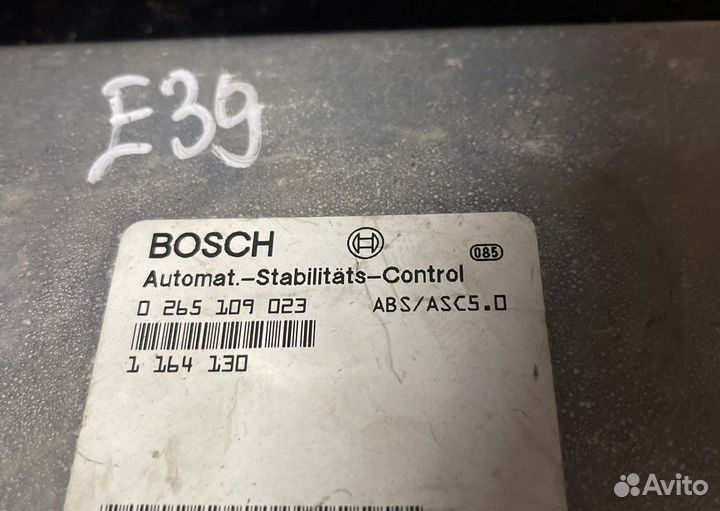 E39
BOSCH
085
Automat.-Stabilitäts-Control
0 265 109 023 ABS/ASC5.0
1 164 130
Avito